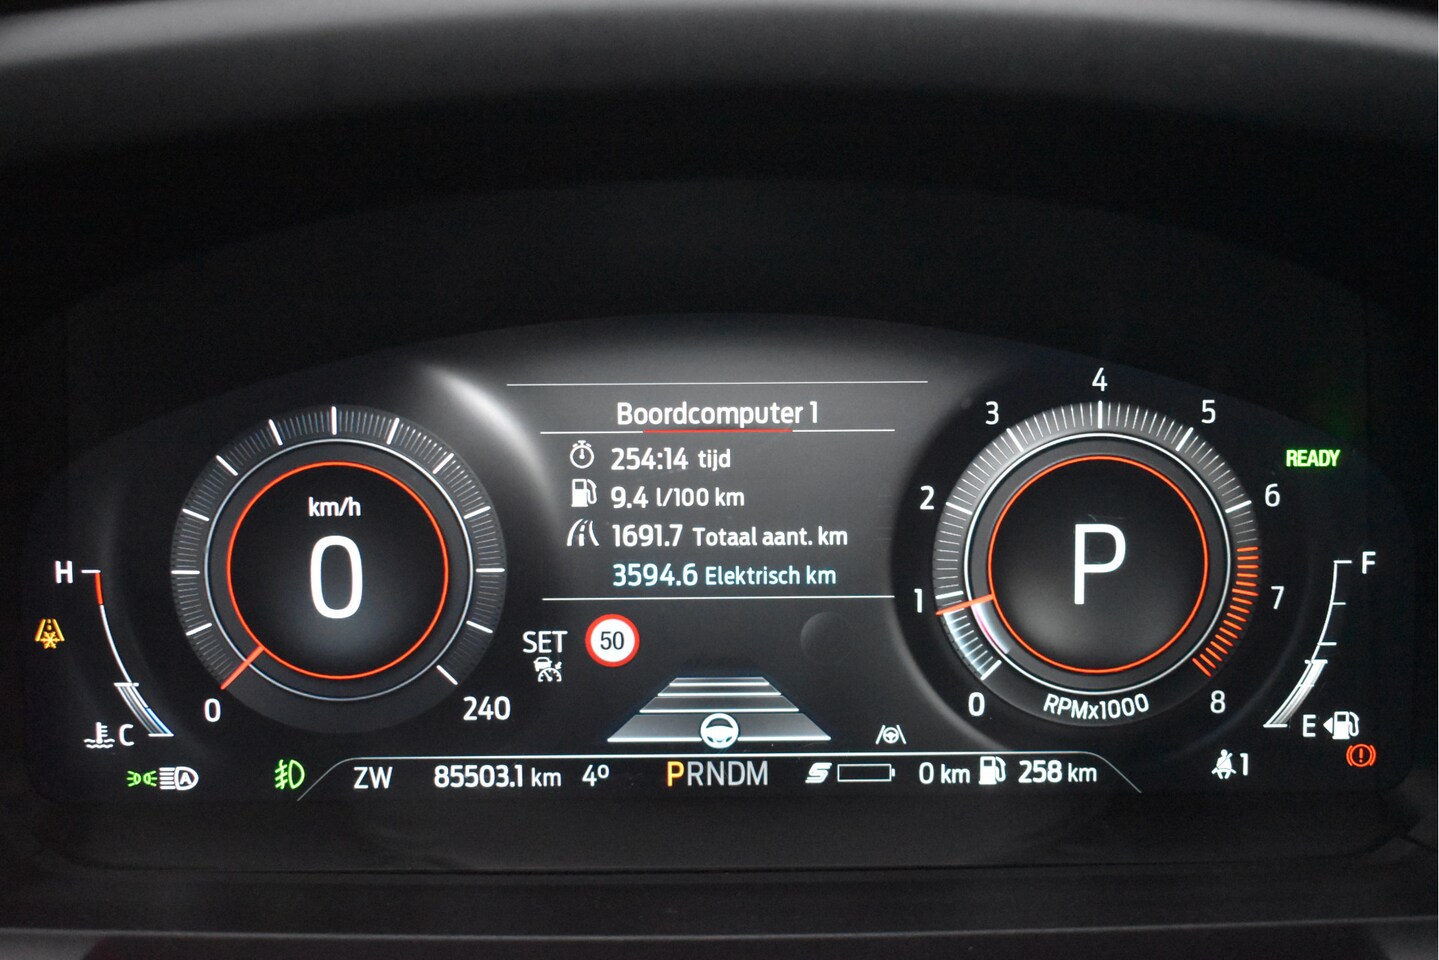 Boordcomputer 1
254:14 tijd
9.4 l/100 km
1691.7 Totaal aant. km
3594.6 Elektrisch km
SET 50
km/h
0
0 240
H
C
A
P
0 1 2 3 4 5 6 7 8
RPMx1000
READY
F
E
1
ZW 85503.1 km 4º PRNDM S 0 km 258 km